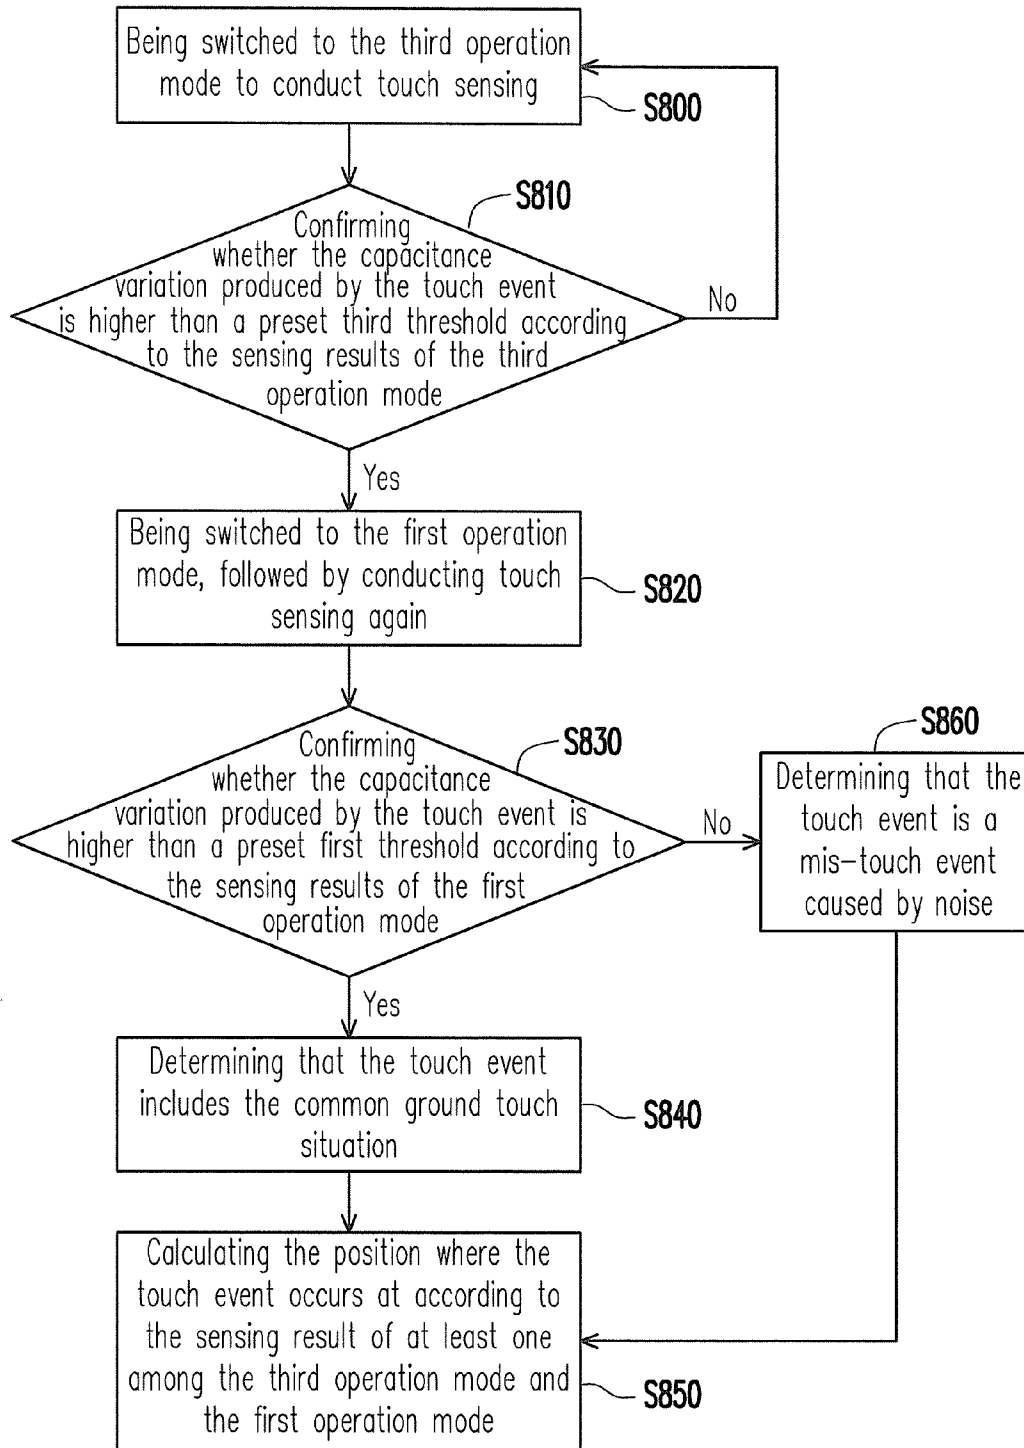 Being switched to the third operation
mode to conduct touch sensing
S800
S810
Confirming
whether the capacitance
variation produced by the touch event
is higher than a preset third threshold according
to the sensing results of the third
operation mode
No
Yes
Being switched to the first operation
mode, followed by conducting touch
sensing again
S820
S830
Confirming
whether the capacitance
variation produced by the touch event is
higher than a preset first threshold according to
the sensing results of the first
operation mode
No
S860
Determining that the
touch event is a
mis-touch event
caused by noise
Yes
Determining that the touch event
includes the common ground touch
situation
S840
Calculating the position where the
touch event occurs at according to
the sensing result of at least one
among the third operation mode and
the first operation mode
S850